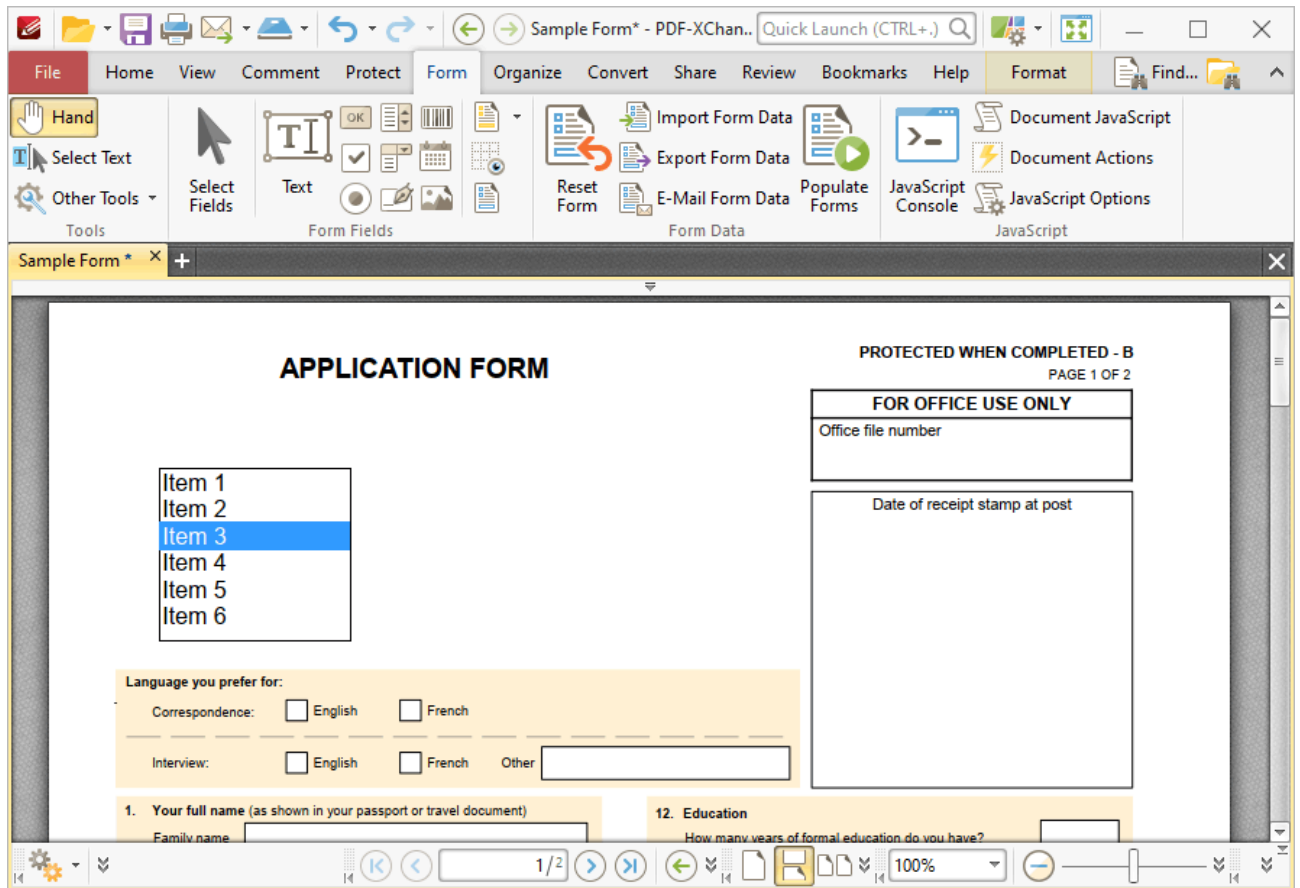 Sample Form* - PDF-XChan.. Quick Launch (CTRL+.)
File Home View Comment Protect Form Organize Convert Share Review Bookmarks Help Format Find...
Hand
Select Text
Other Tools
Tools
Select
Fields
Text
OK
Form Fields
Reset
Form
Import Form Data
Export Form Data
E-Mail Form Data
Populate
Forms
Form Data
JavaScript
Console
Document JavaScript
Document Actions
JavaScript Options
JavaScript
Sample Form *
APPLICATION FORM
PROTECTED WHEN COMPLETED - B
PAGE 1 OF 2
FOR OFFICE USE ONLY
Office file number
Date of receipt stamp at post
Item 1
Item 2
Item 3
Item 4
Item 5
Item 6
Language you prefer for:
Correspondence: English French
Interview: English French Other
1. Your full name (as shown in your passport or travel document)
Family name
12. Education
How many years of formal education do you have?
1/2
100%